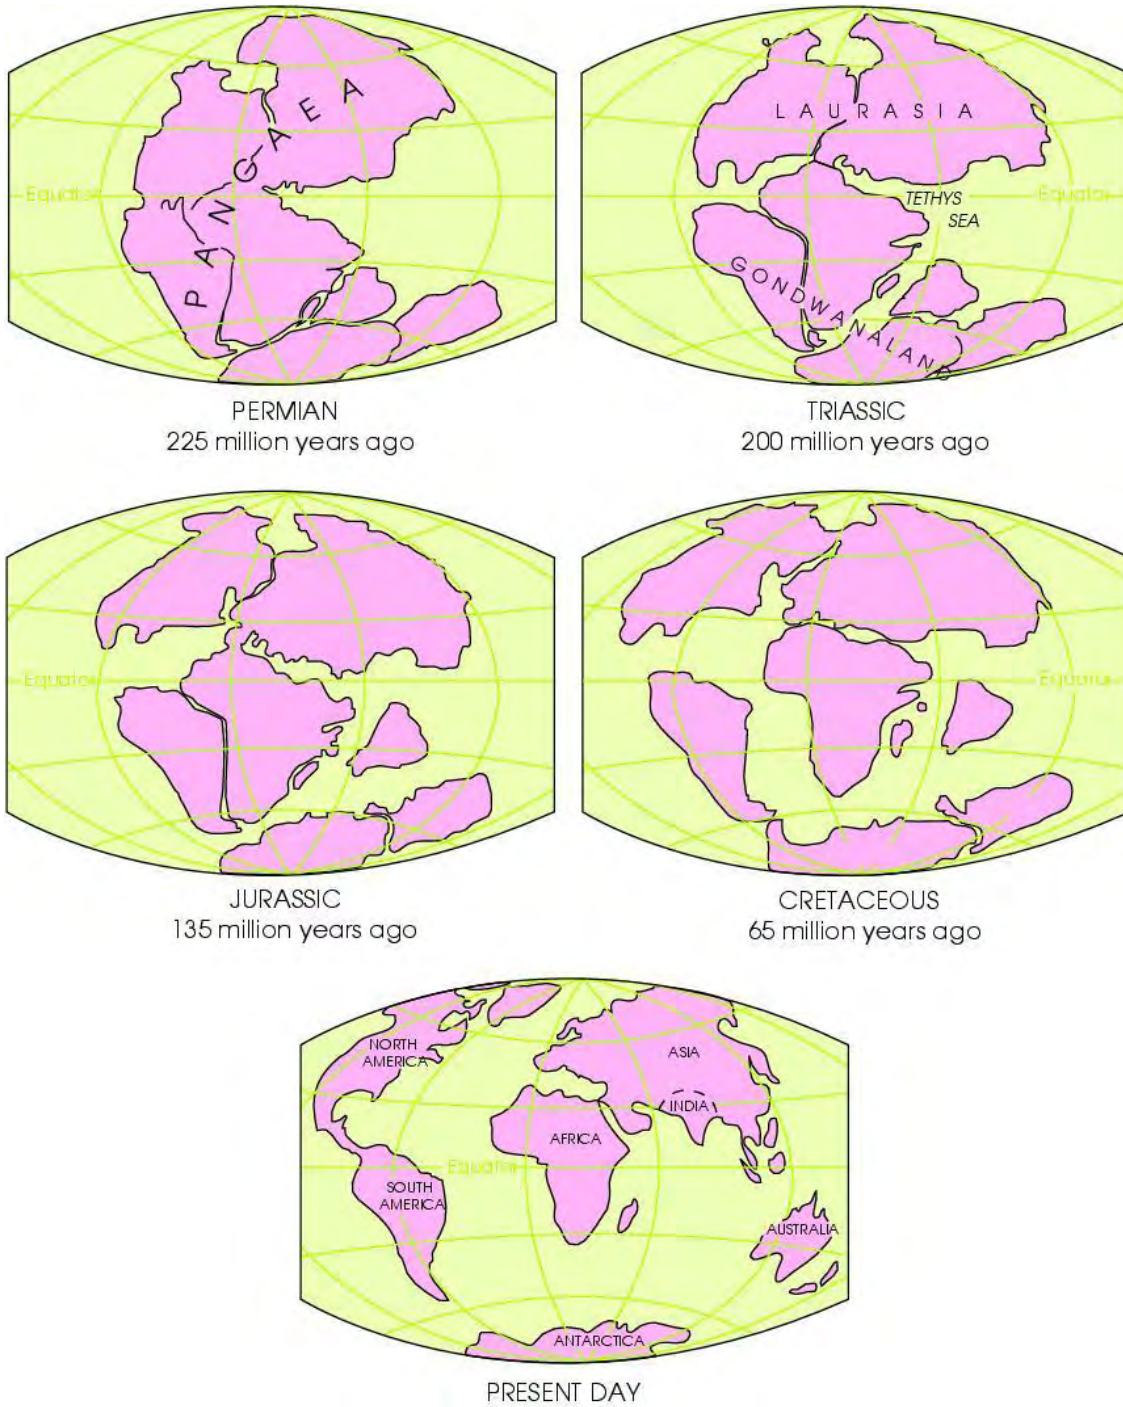 PANGAEA
Equator
PERMIAN
225 million years ago
LAURASIA
TETHYS
SEA
Equator
GONDWANALAND
TRIASSIC
200 million years ago
Equator
JURASSIC
135 million years ago
Equator
CRETACEOUS
65 million years ago
NORTH
AMERICA
ASIA
INDIA
AFRICA
Equator
SOUTH
AMERICA
AUSTRALIA
ANTARCTICA
PRESENT DAY